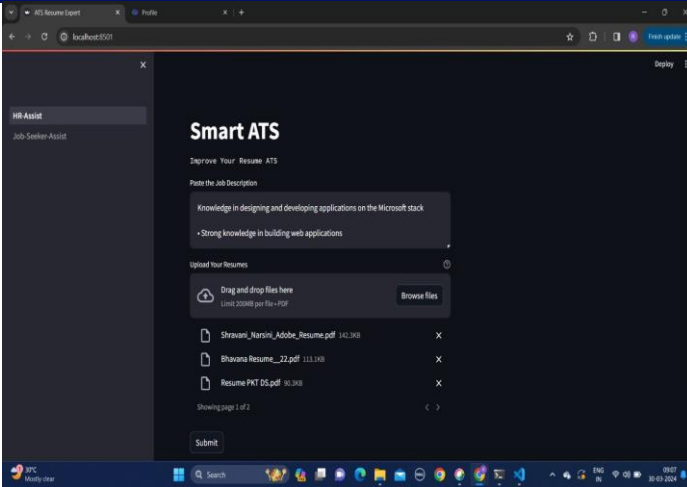 ATS Resume Expert
Profile
localhost:8501
Finish update
Deploy
HR-Assist
Job-Seeker-Assist
Smart ATS
Improve Your Resume ATS
Paste the Job Description
Knowledge in designing and developing applications on the Microsoft stack
• Strong knowledge in building web applications
Upload Your Resumes
Drag and drop files here
Limit 200MB per file • PDF
Browse files
Shravani_Narsini_Adobe_Resume.pdf 142.3KB
Bhavana Resume__22.pdf 113.1KB
Resume PKT DS.pdf 90.3KB
Showing page 1 of 2
Submit
30°C
Mostly clear
Search
ENG
IN
09:07
30-03-2024